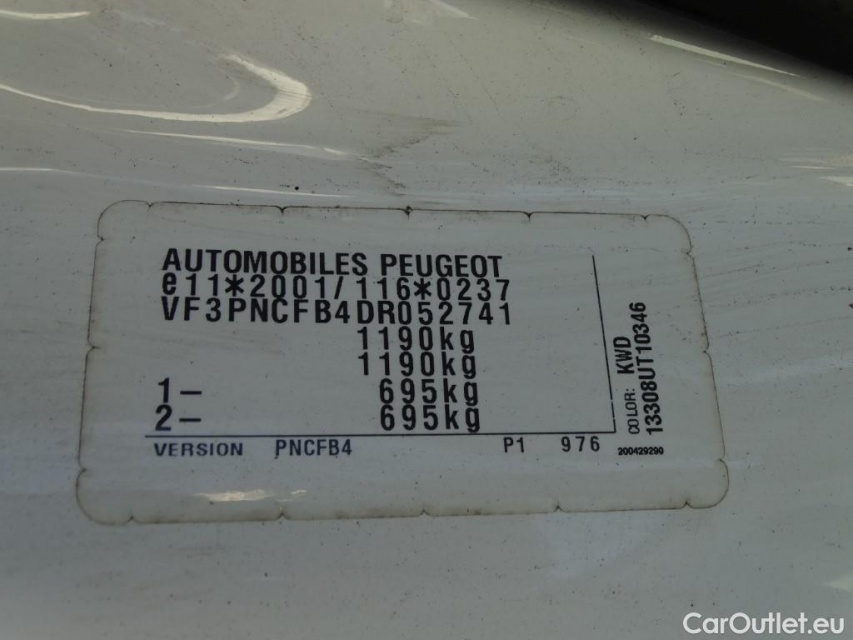 AUTOMOBILES PEUGEOT
e11*2001/116*0237
VF3PNCFB4DR052741
1190kg
1190kg
1- 695kg
2- 695kg
VERSION PNCFB4 P1 976
COLOR: KWD
13308UT10346
200429290
CarOutlet.eu